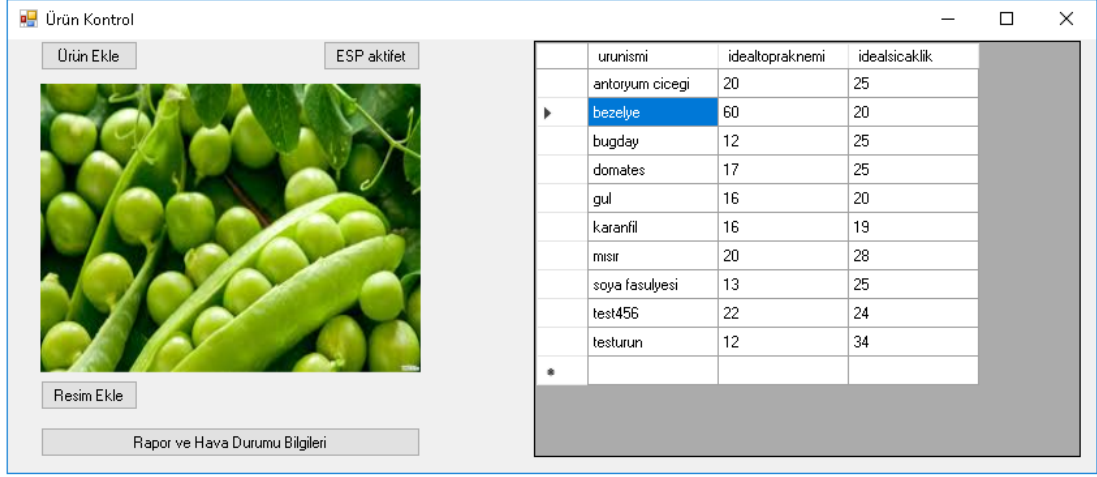 Ürün Kontrol
Ürün Ekle
ESP aktifet
Resim Ekle
Rapor ve Hava Durumu Bilgileri
urunismi idealtopraknemi idealsicaklik
antoryum cicegi 20 25
bezelye 60 20
bugday 12 25
domates 17 25
gul 16 20
karanfil 16 19
mısır 20 28
soya fasulyesi 13 25
test456 22 24
testurun 12 34